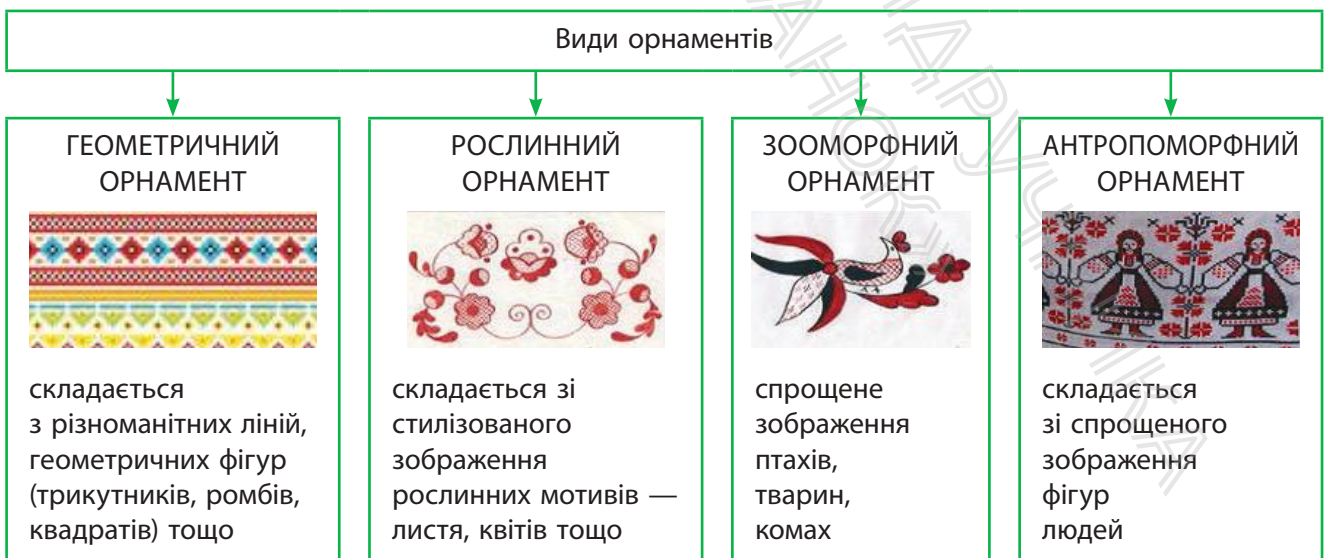 Види орнаментів
ГЕОМЕТРИЧНИЙ
ОРНАМЕНТ
складається
з різноманітних ліній,
геометричних фігур
(трикутників, ромбів,
квадратів) тощо
РОСЛИННИЙ
ОРНАМЕНТ
складається зі
стилізованого
зображення
рослинних мотивів —
листя, квітів тощо
ЗООМОРФНИЙ
ОРНАМЕНТ
спрощене
зображення
птахів,
тварин,
комах
АНТРОПОМОРФНИЙ
ОРНАМЕНТ
складається
зі спрощеного
зображення
фігур
людей